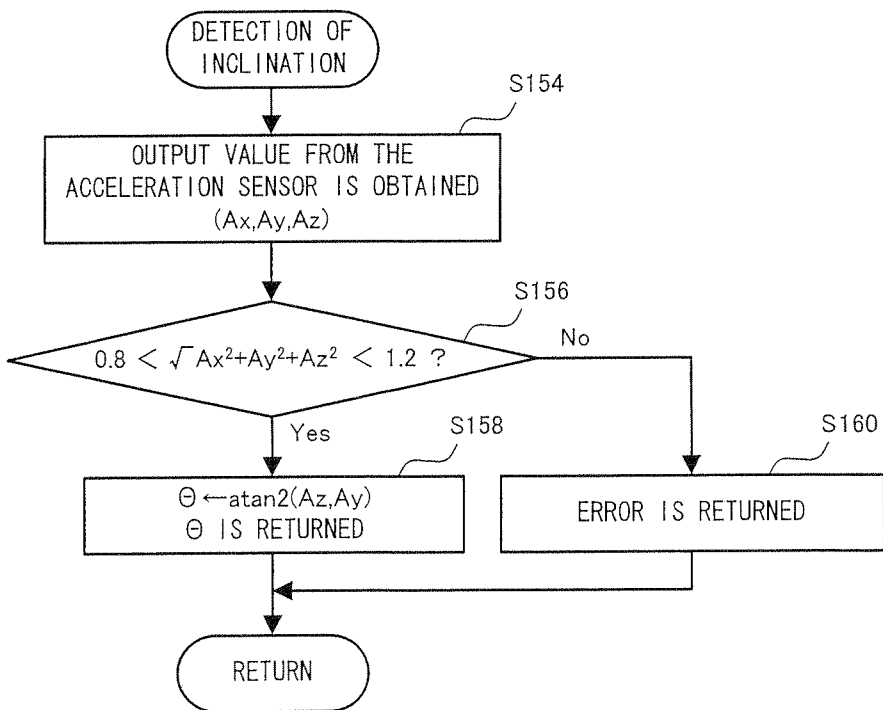 DETECTION OF
INCLINATION
S154
OUTPUT VALUE FROM THE
ACCELERATION SENSOR IS OBTAINED
(Ax,Ay,Az)
S156
0.8 < √Ax²+Ay²+Az² < 1.2 ?
No
Yes
S158
S160
Θ←atan2(Az,Ay)
Θ IS RETURNED
ERROR IS RETURNED
RETURN